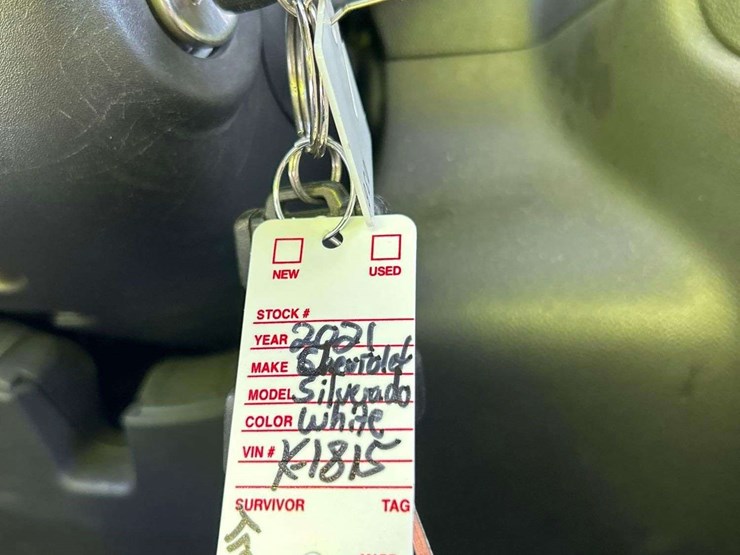 NEW USED
STOCK #
YEAR 2021
MAKE Chevrolet
MODEL Silverado
COLOR White
VIN # K1815
SURVIVOR TAG